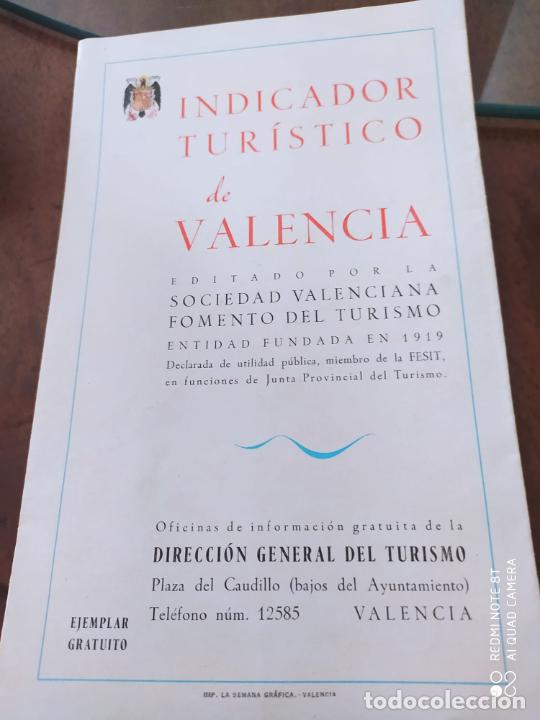 INDICADOR
TURÍSTICO
de
VALENCIA
EDITADO POR LA
SOCIEDAD VALENCIANA
FOMENTO DEL TURISMO
ENTIDAD FUNDADA EN 1919
Declarada de utilidad pública, miembro de la FESIT,
en funciones de Junta Provincial del Turismo.
Oficinas de información gratuita de la
DIRECCIÓN GENERAL DEL TURISMO
Plaza del Caudillo (bajos del Ayuntamiento)
Teléfono núm. 12585 VALENCIA
EJEMPLAR
GRATUITO
IMP. LA SEMANA GRÁFICA. - VALENCIA
REDMI NOTE 8T
AI QUAD CAMERA
todocoleccion.net